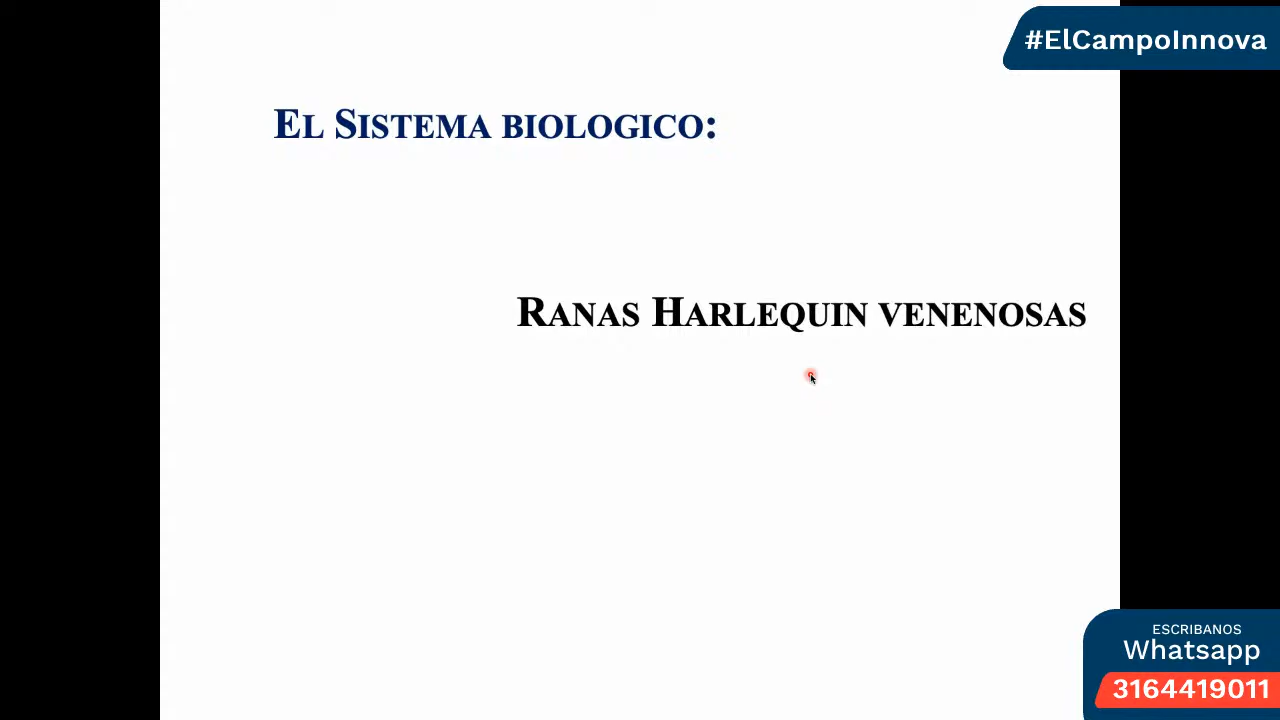 #ElCampoInnova
EL SISTEMA BIOLOGICO:
RANAS HARLEQUIN VENENOSAS
ESCRIBANOS
Whatsapp
3164419011